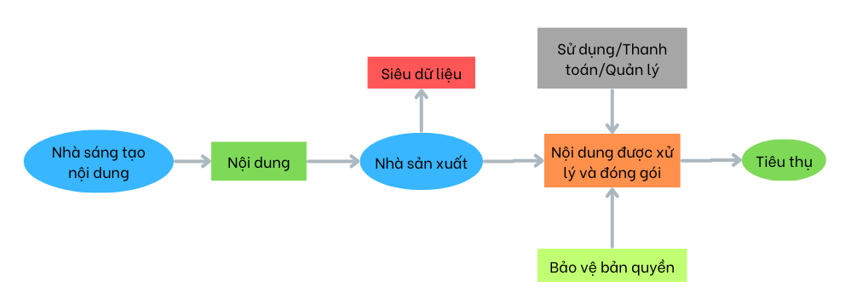 Sử dụng/Thanh
toán/Quản lý
Siêu dữ liệu
Nhà sáng tạo
nội dung
Nội dung
Nhà sản xuất
Nội dung được xử
lý và đóng gói
Tiêu thụ
Bảo vệ bản quyền